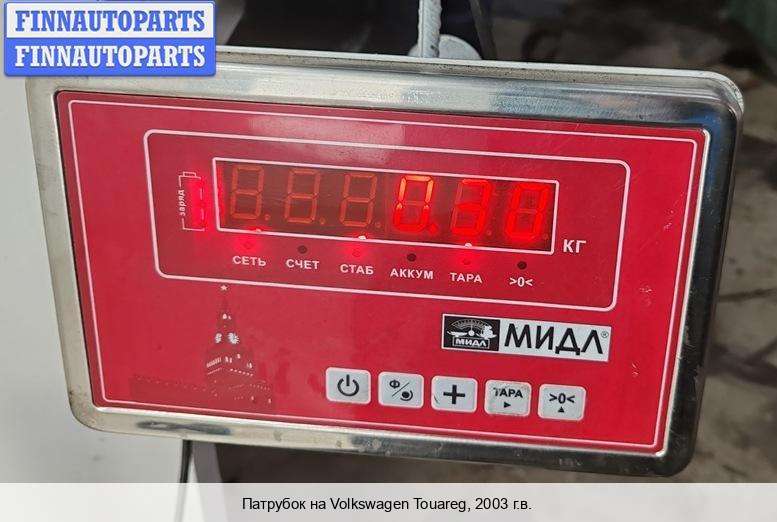 FINNAUTOPARTS
FINNAUTOPARTS
заряд
0.30
КГ
СЕТЬ СЧЕТ СТАБ АККУМ ТАРА >0<
МИДЛ МИДЛ®
Ф ТАРА >0<
Патрубок на Volkswagen Touareg, 2003 г.в.